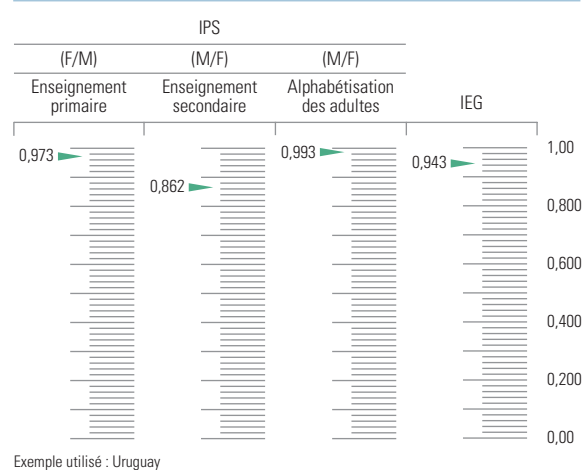 IPS
(F/M) (M/F) (M/F)
Enseignement primaire Enseignement secondaire Alphabétisation des adultes IEG
0,973
0,862
0,993
0,943
1,00
0,800
0,600
0,400
0,200
0,00
Exemple utilisé : Uruguay